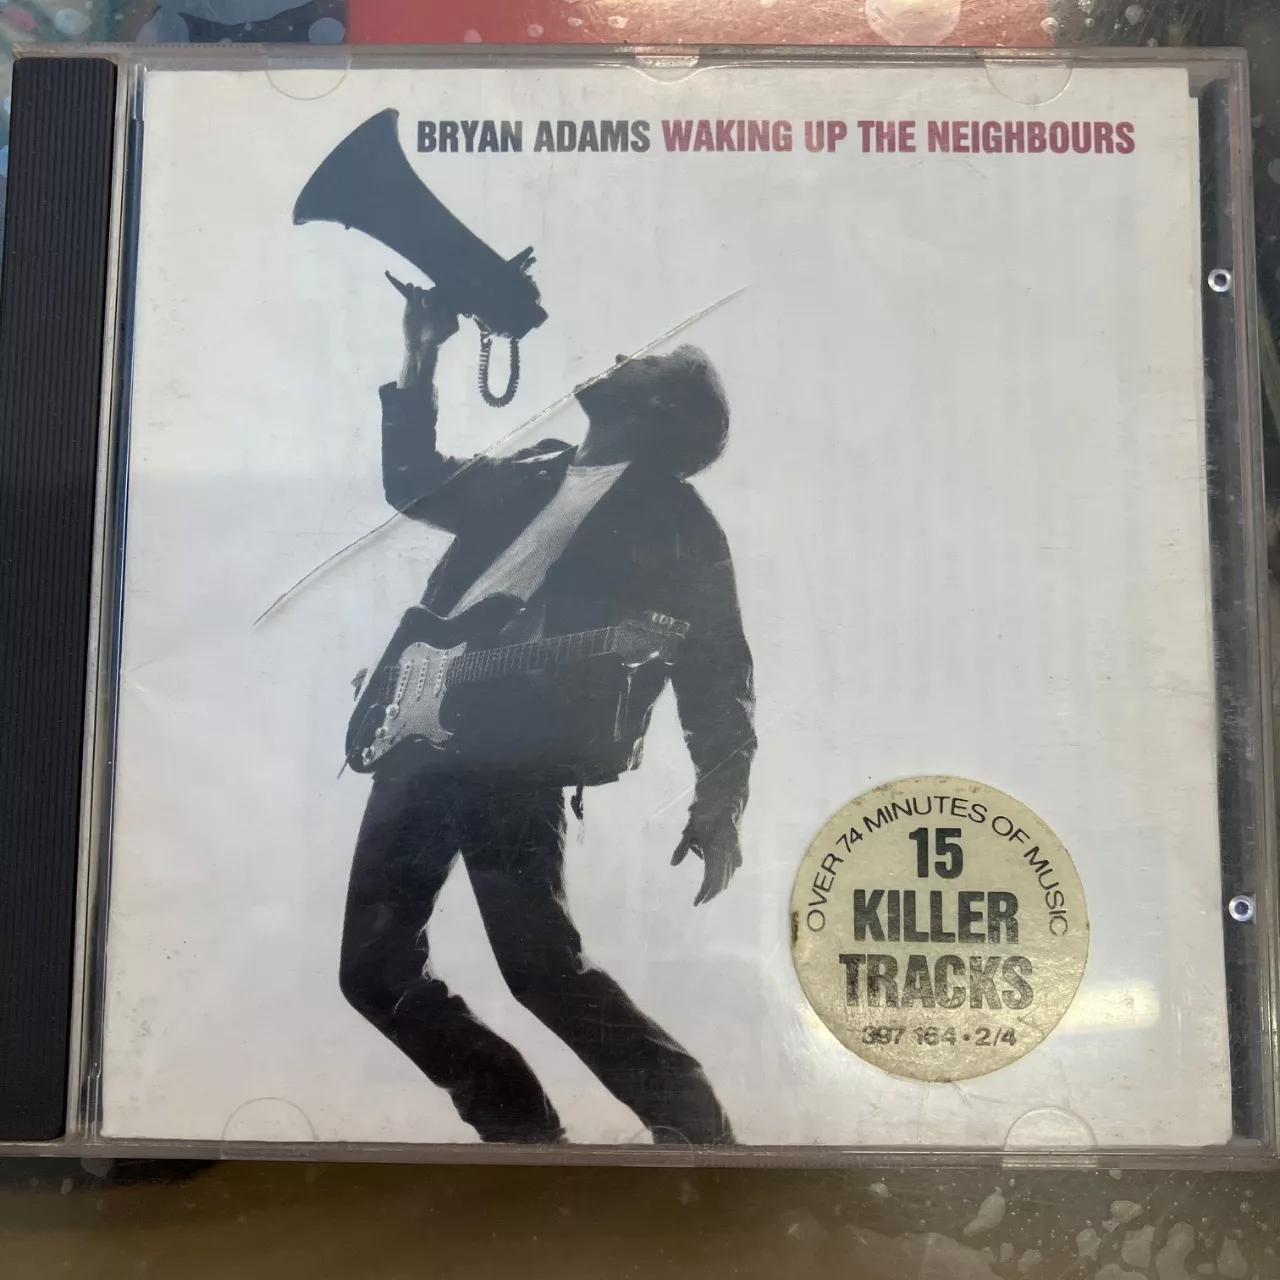 BRYAN ADAMS WAKING UP THE NEIGHBOURS
OVER 74 MINUTES OF MUSIC
15
KILLER
TRACKS
397 164 • 2/4